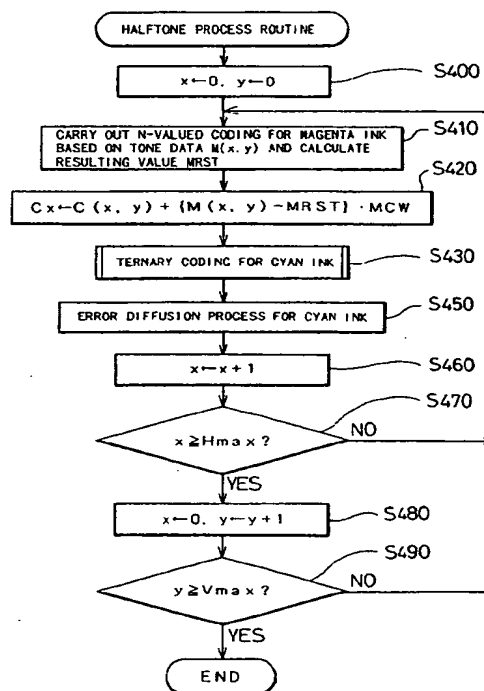 HALFTONE PROCESS ROUTINE
x←0, y←0
S400
CARRY OUT N-VALUED CODING FOR MAGENTA INK
BASED ON TONE DATA M(x, y) AND CALCULATE
RESULTING VALUE MRST
S410
Cx←C(x, y)+{M(x, y)−MRST}·MCW
S420
TERNARY CODING FOR CYAN INK
S430
ERROR DIFFUSION PROCESS FOR CYAN INK
S450
x←x+1
S460
x≧Hmax?
S470
NO
YES
x←0, y←y+1
S480
y≧Vmax?
S490
NO
YES
END